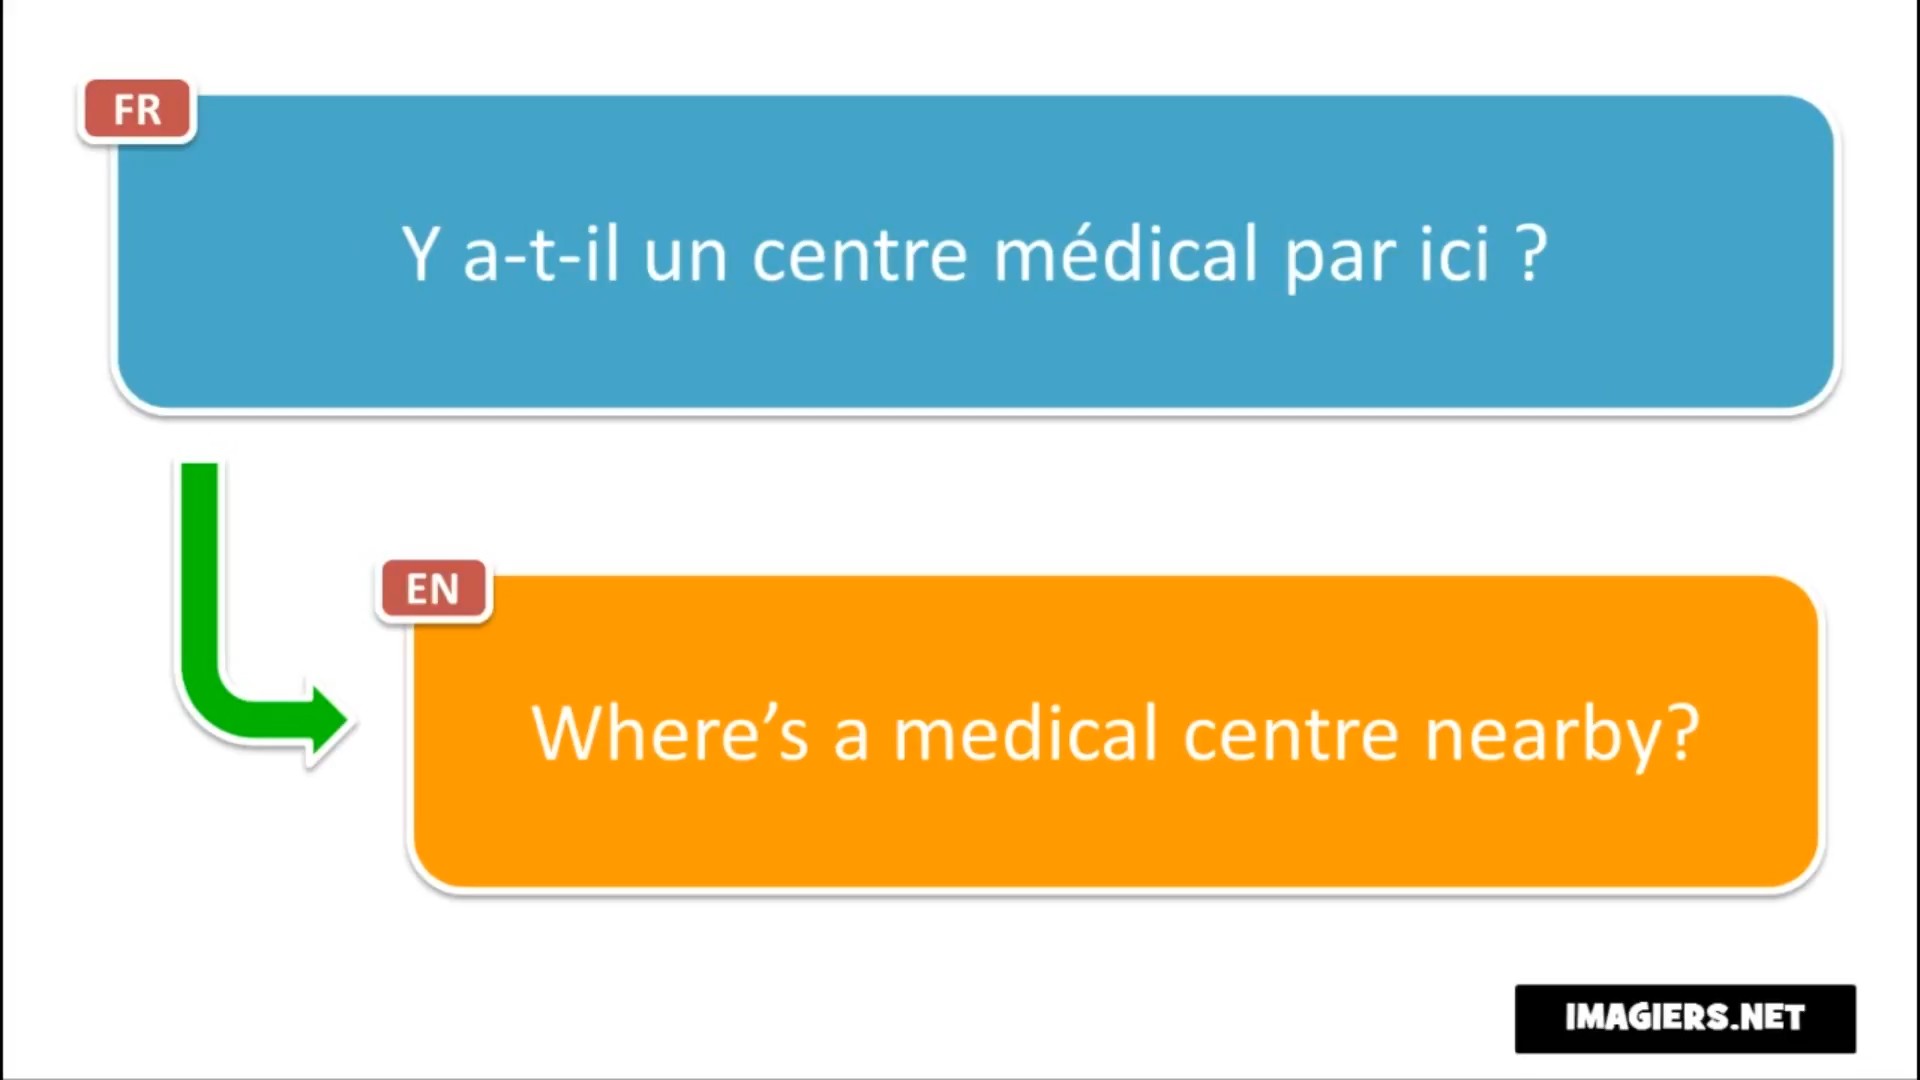 FR
Y a-t-il un centre médical par ici ?
EN
Where’s a medical centre nearby?
IMAGIERS.NET